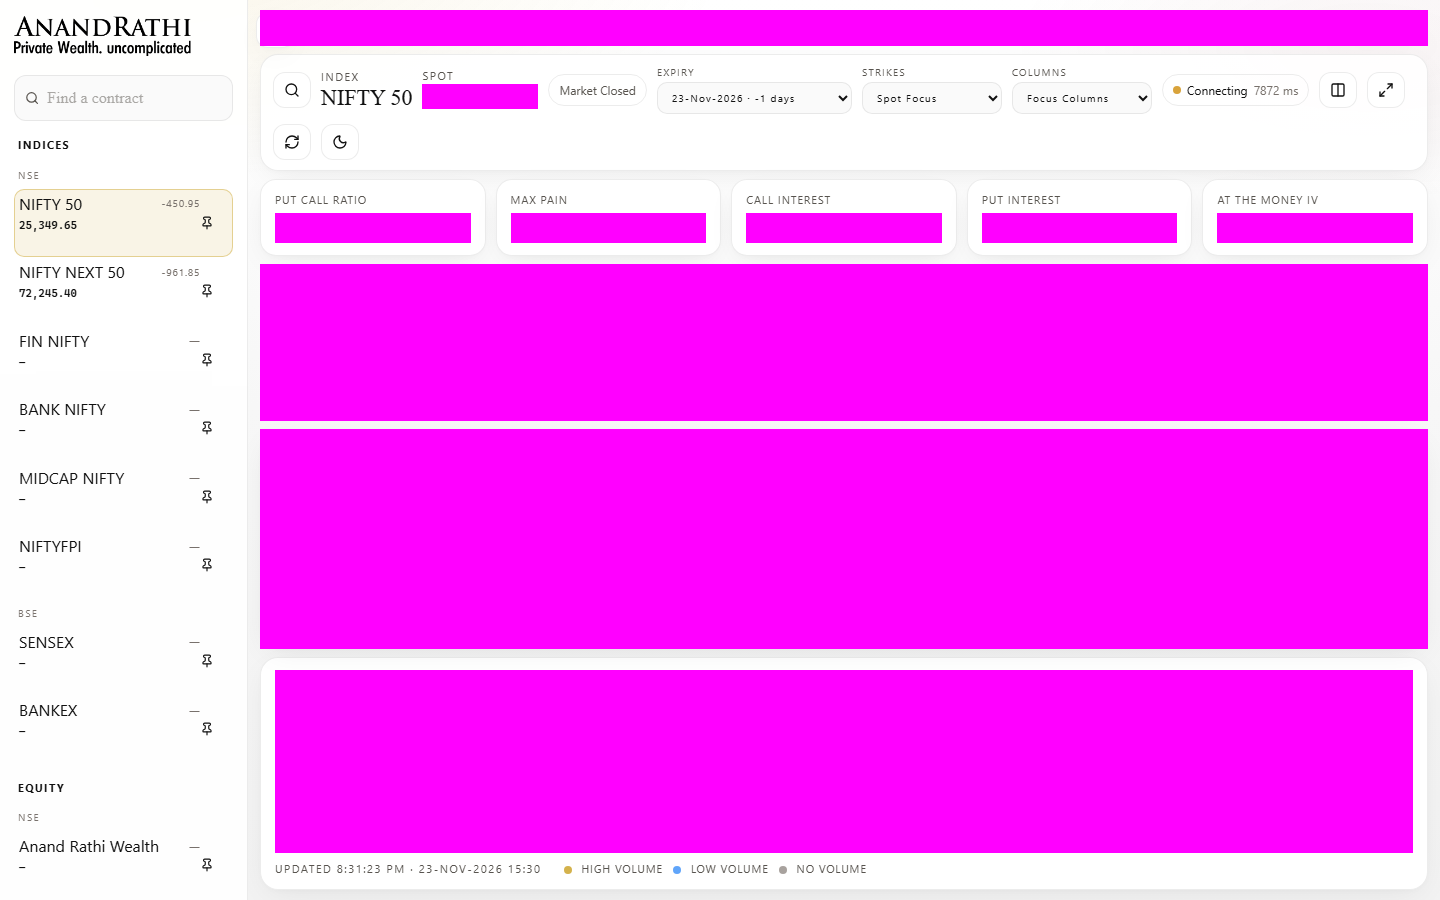 ANANDRATHI
Private Wealth. uncomplicated
Find a contract
INDICES
NSE
NIFTY 50 -450.95
25,349.65
NIFTY NEXT 50 -961.85
72,245.40
FIN NIFTY —
–
BANK NIFTY —
–
MIDCAP NIFTY —
–
NIFTYFPI —
–
BSE
SENSEX —
–
BANKEX —
–
EQUITY
NSE
Anand Rathi Wealth —
–
INDEX
NIFTY 50
SPOT
Market Closed
EXPIRY
23-Nov-2026 · -1 days
STRIKES
Spot Focus
COLUMNS
Focus Columns
Connecting 7872 ms
PUT CALL RATIO
MAX PAIN
CALL INTEREST
PUT INTEREST
AT THE MONEY IV
UPDATED 8:31:23 PM · 23-NOV-2026 15:30
HIGH VOLUME
LOW VOLUME
NO VOLUME